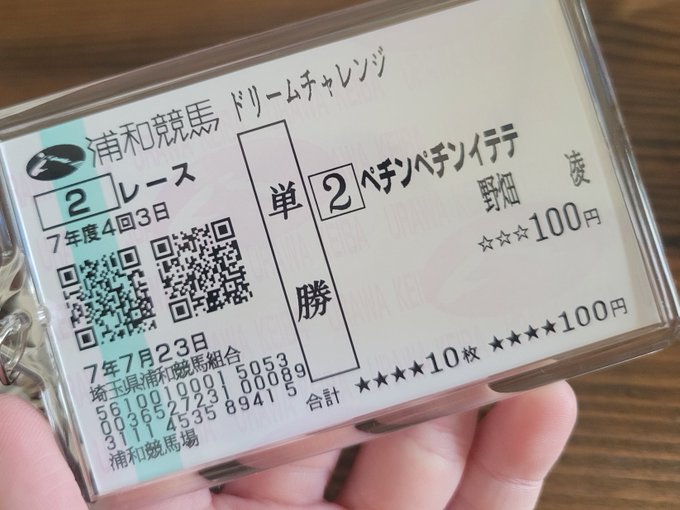 浦和競馬 ドリームチャレンジ
2 レース
7年度4回3日
7年7月23日
埼玉県浦和競馬組合
5610010001 5053
0036527231 00089
3111 4535 8941 5
浦和競馬場
単勝
2 ペチンペチンイテテ
野畑 凌
☆☆☆100円
合計 ★★★★10枚 ★★★★100円